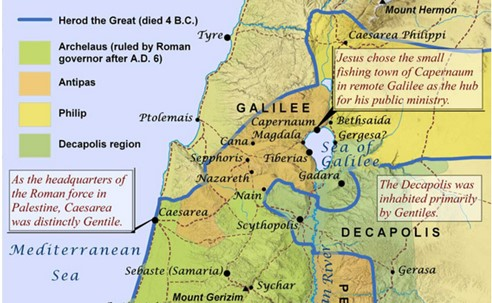 Herod the Great (died 4 B.C.)
Archelaus (ruled by Roman
governor after A.D. 6)
Antipas
Philip
Decapolis region
Mount Hermon
Tyre
Caesarea Philippi
Jesus chose the small
fishing town of Capernaum
in remote Galilee as the hub
for his public ministry.
GALILEE
Ptolemais
Capernaum
Bethsaida
Magdala
Gergesa?
Cana
Sea of
Galilee
Sepphoris
Tiberias
Nazareth
Gadara
As the headquarters of
the Roman force in
Palestine, Caesarea
was distinctly Gentile.
Nain
The Decapolis was
inhabited primarily
by Gentiles.
Caesarea
Scythopolis
DECAPOLIS
Mediterranean
Sea
Sebaste (Samaria)
Gerasa
Sychar
Mount Gerizim
an River
PE